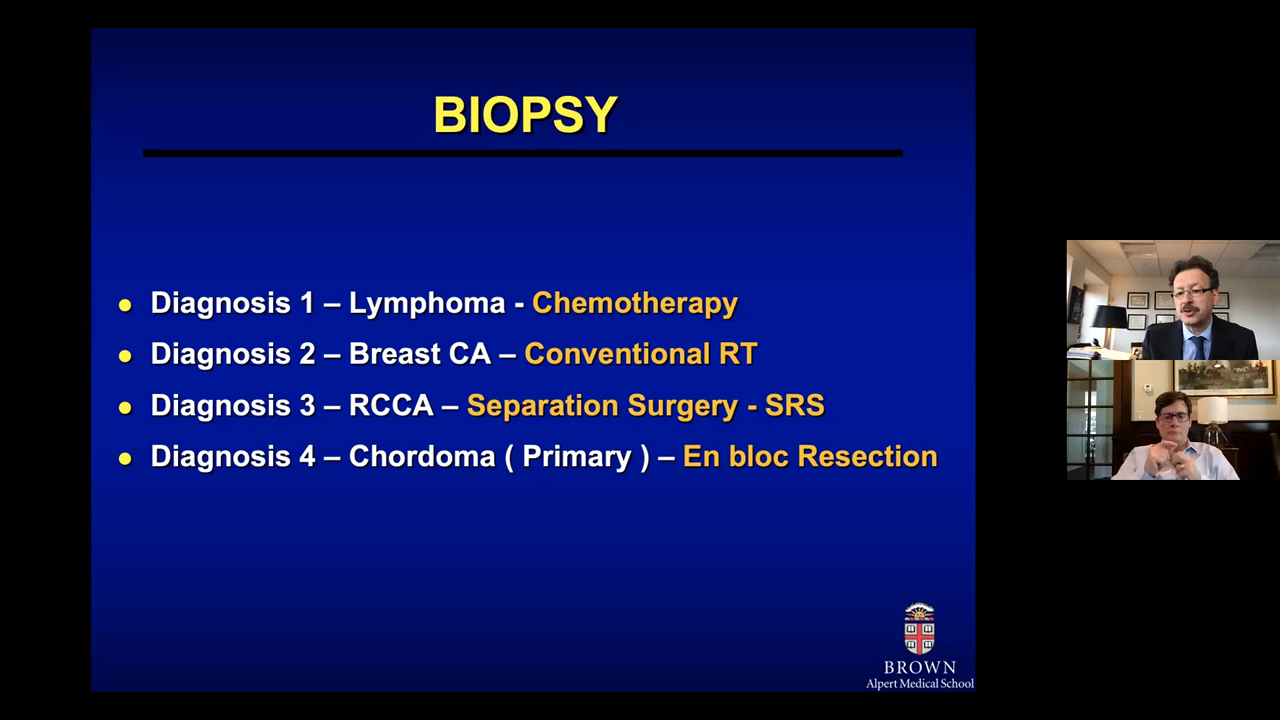 BIOPSY
Diagnosis 1 – Lymphoma - Chemotherapy
Diagnosis 2 – Breast CA – Conventional RT
Diagnosis 3 – RCCA – Separation Surgery - SRS
Diagnosis 4 – Chordoma ( Primary ) – En bloc Resection
BROWN
Alpert Medical School